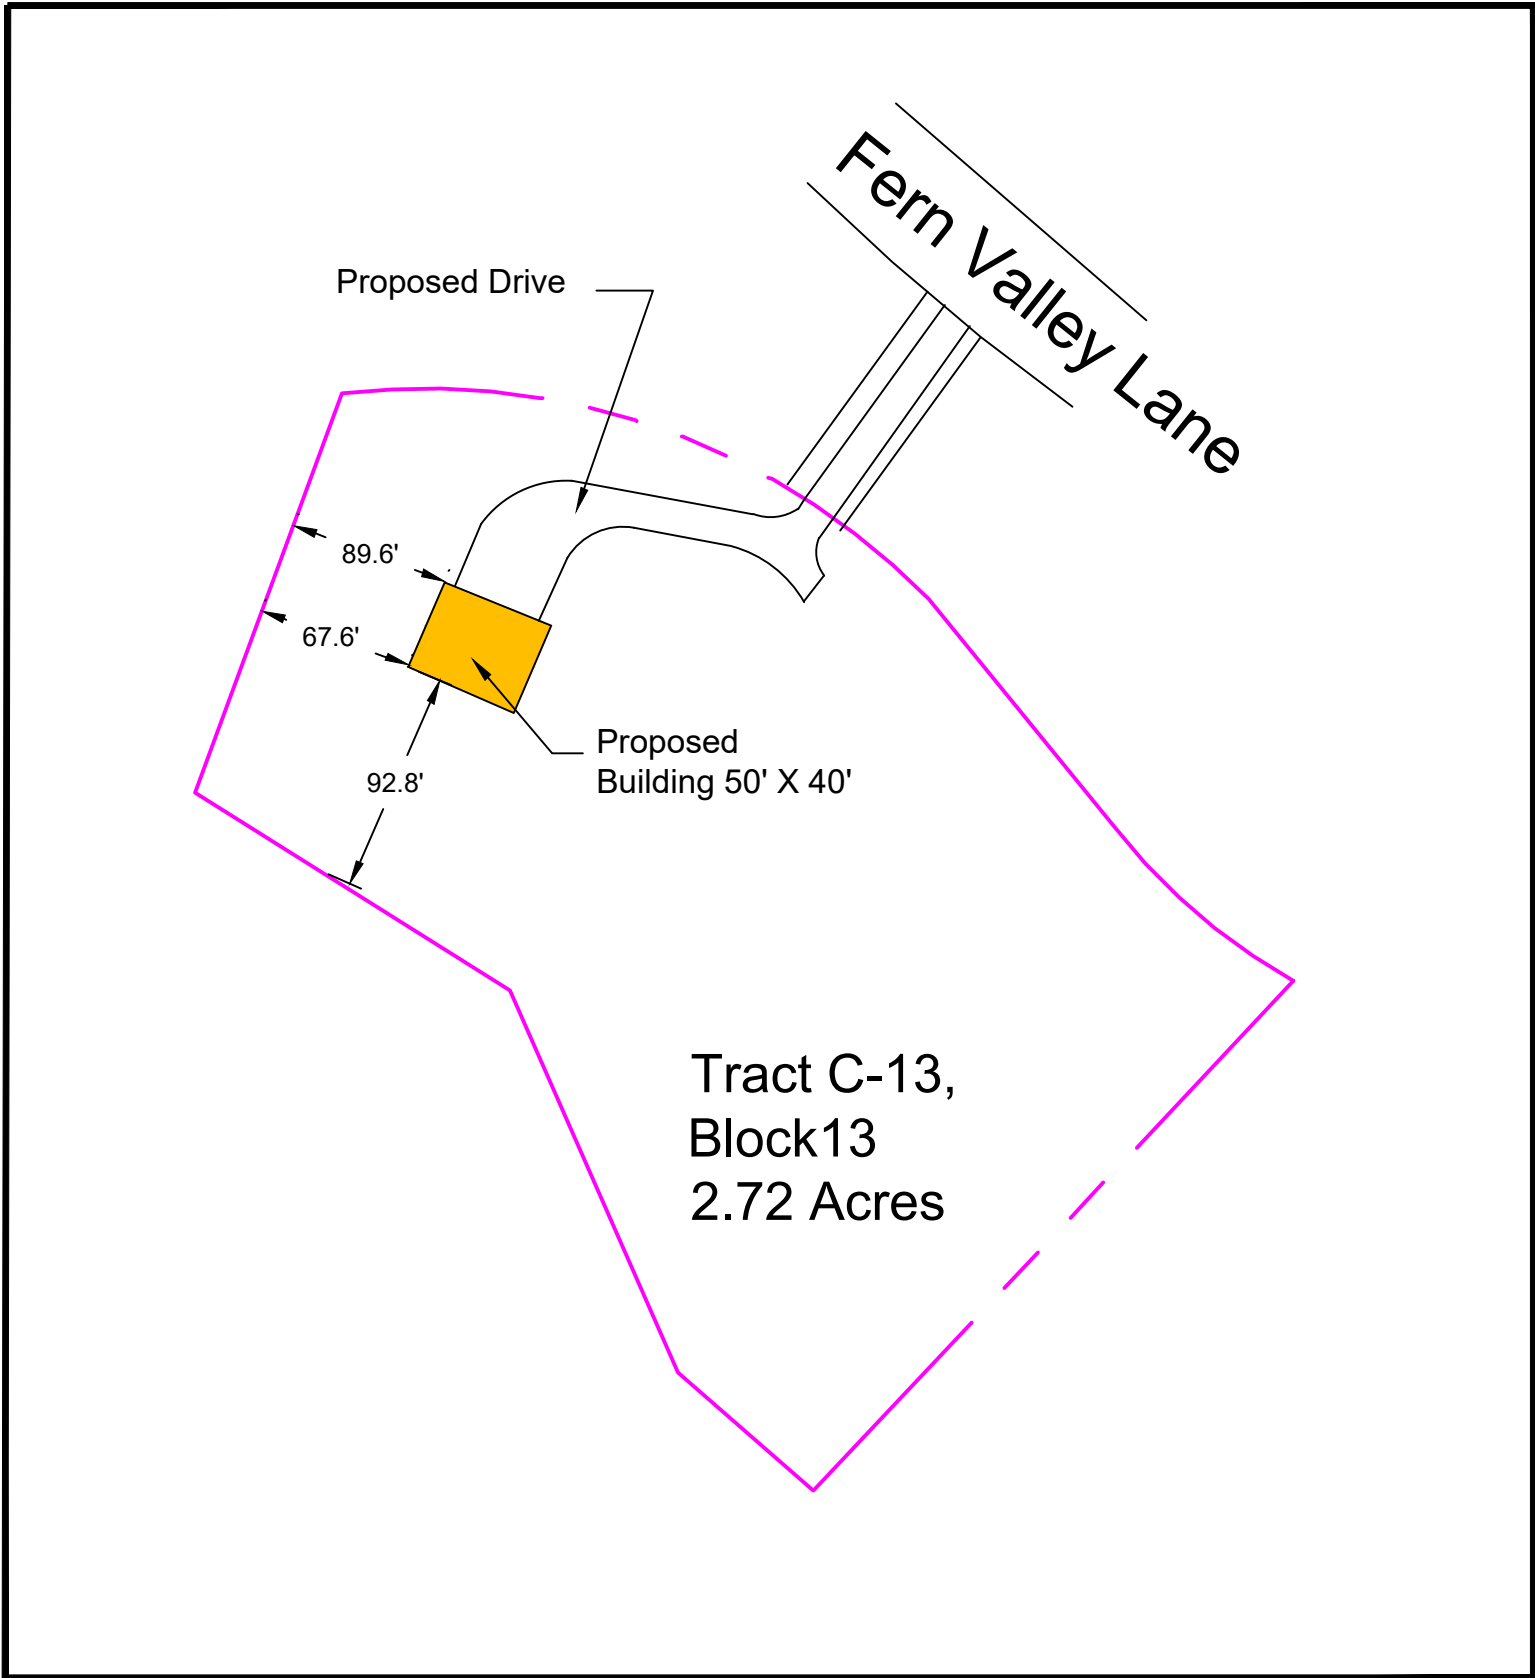 Fern Valley Lane
Proposed Drive
89.6'
67.6'
Proposed
Building 50' X 40'
92.8'
Tract C-13,
Block13
2.72 Acres